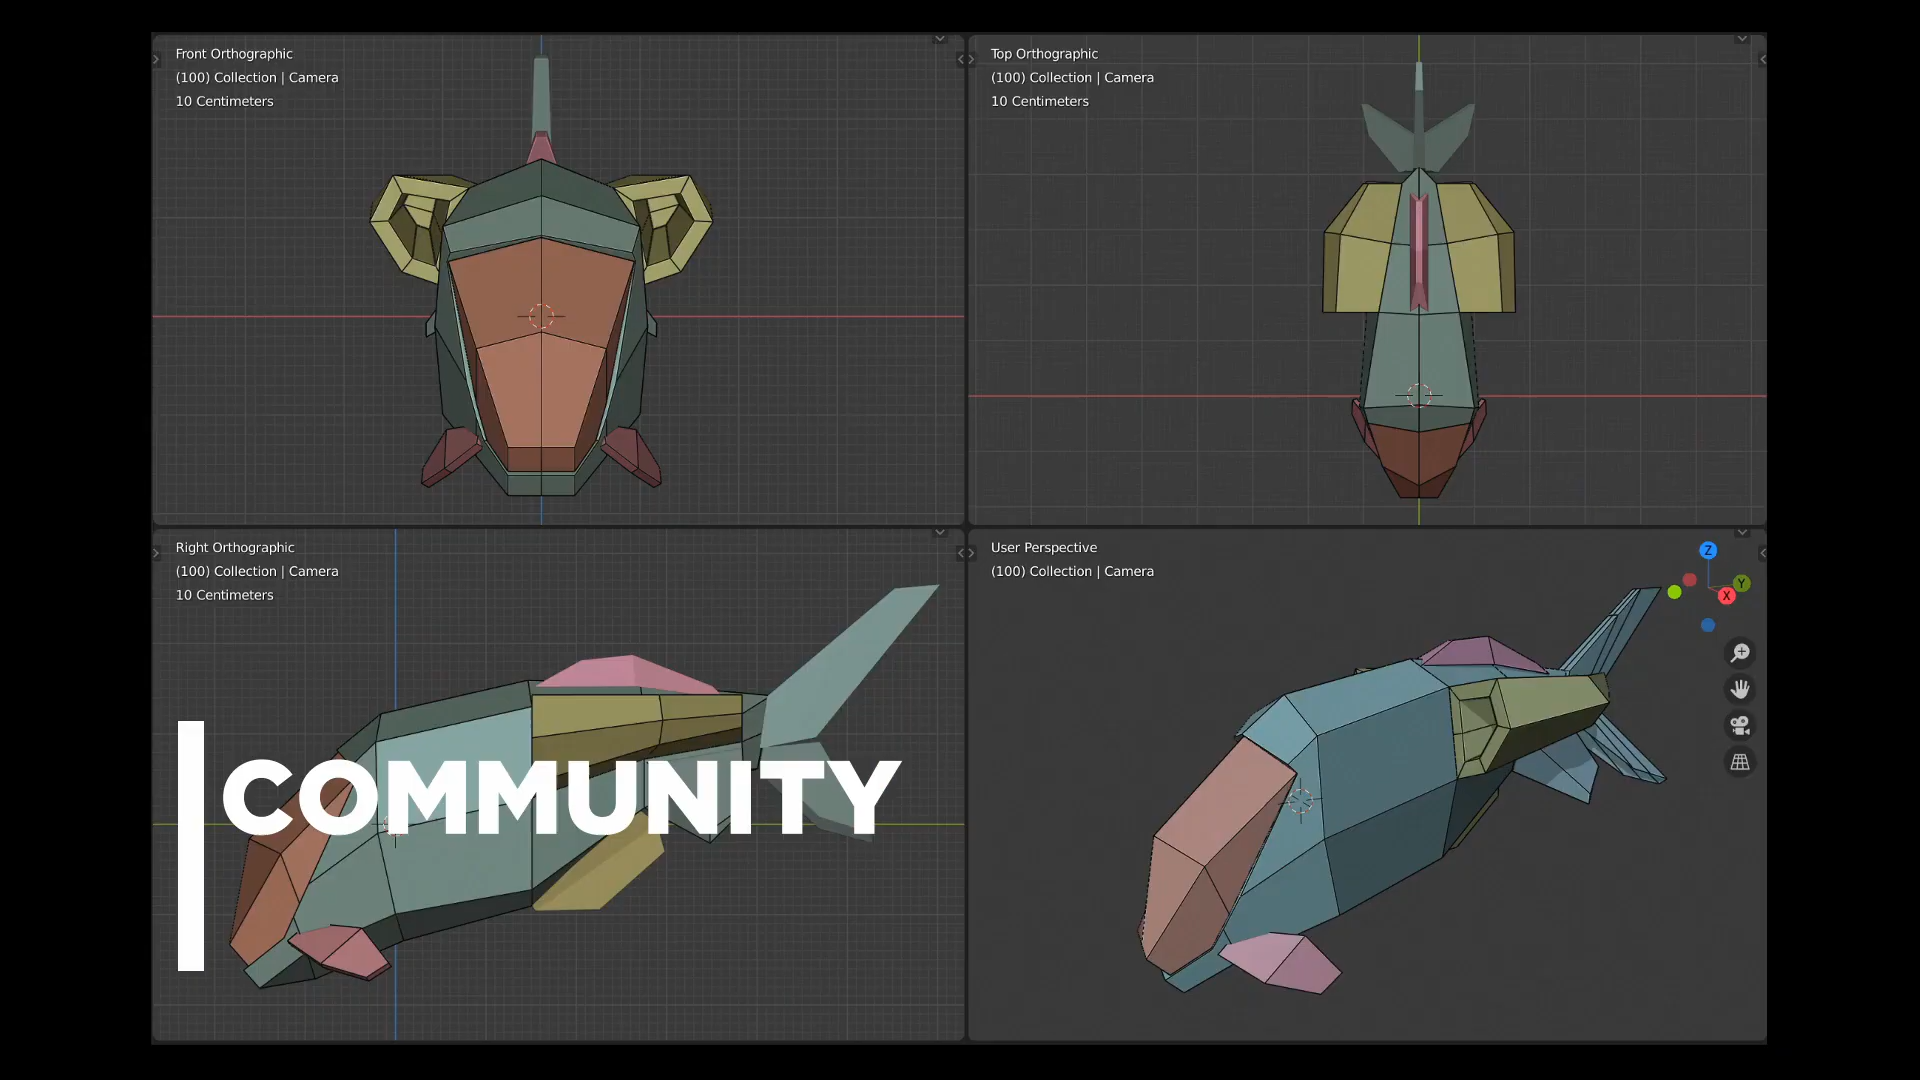 Front Orthographic
(100) Collection | Camera
10 Centimeters
Top Orthographic
(100) Collection | Camera
10 Centimeters
Right Orthographic
(100) Collection | Camera
10 Centimeters
COMMUNITY
User Perspective
(100) Collection | Camera
Z
Y
X